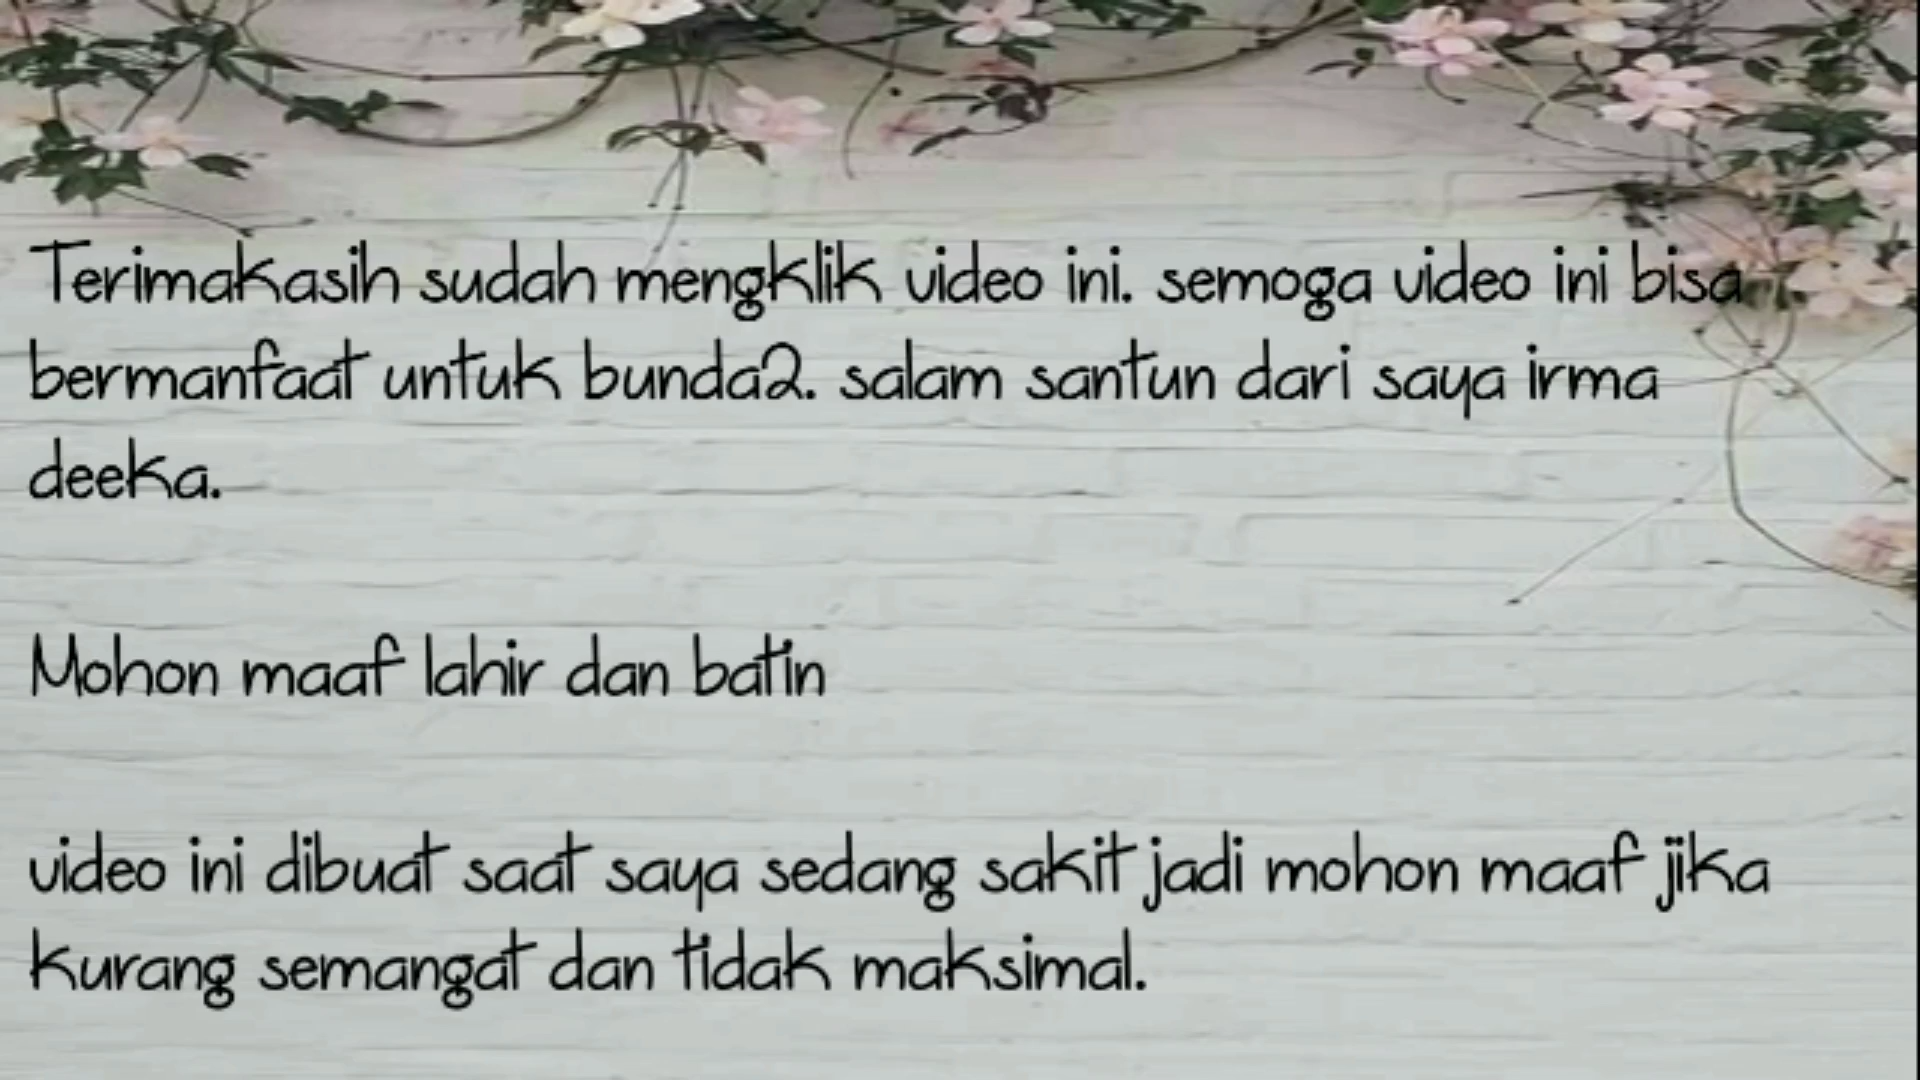 Terimakasih sudah mengklik video ini. semoga video ini bisa
bermanfaat untuk bunda2. salam santun dari saya irma
deeka.
Mohon maaf lahir dan batin
video ini dibuat saat saya sedang sakit jadi mohon maaf jika
kurang semangat dan tidak maksimal.